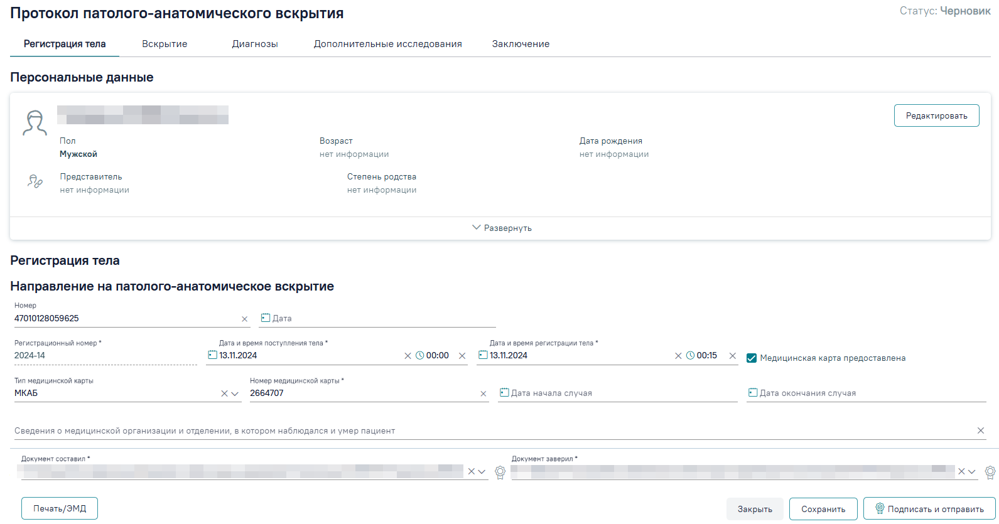 Протокол патолого-анатомического вскрытия
Статус: Черновик
Регистрация тела Вскрытие Диагнозы Дополнительные исследования Заключение
Персональные данные
Редактировать
Пол Возраст Дата рождения
Мужской нет информации нет информации
Представитель Степень родства
нет информации нет информации
Развернуть
Регистрация тела
Направление на патолого-анатомическое вскрытие
Номер
47010128059625 Дата
Регистрационный номер * Дата и время поступления тела * Дата и время регистрации тела *
2024-14 13.11.2024 00:00 13.11.2024 00:15 Медицинская карта предоставлена
Тип медицинской карты Номер медицинской карты *
МКАБ 2664707 Дата начала случая Дата окончания случая
Сведения о медицинской организации и отделении, в котором наблюдался и умер пациент
Документ составил * Документ заверил *
Печать/ЭМД Закрыть Сохранить Подписать и отправить